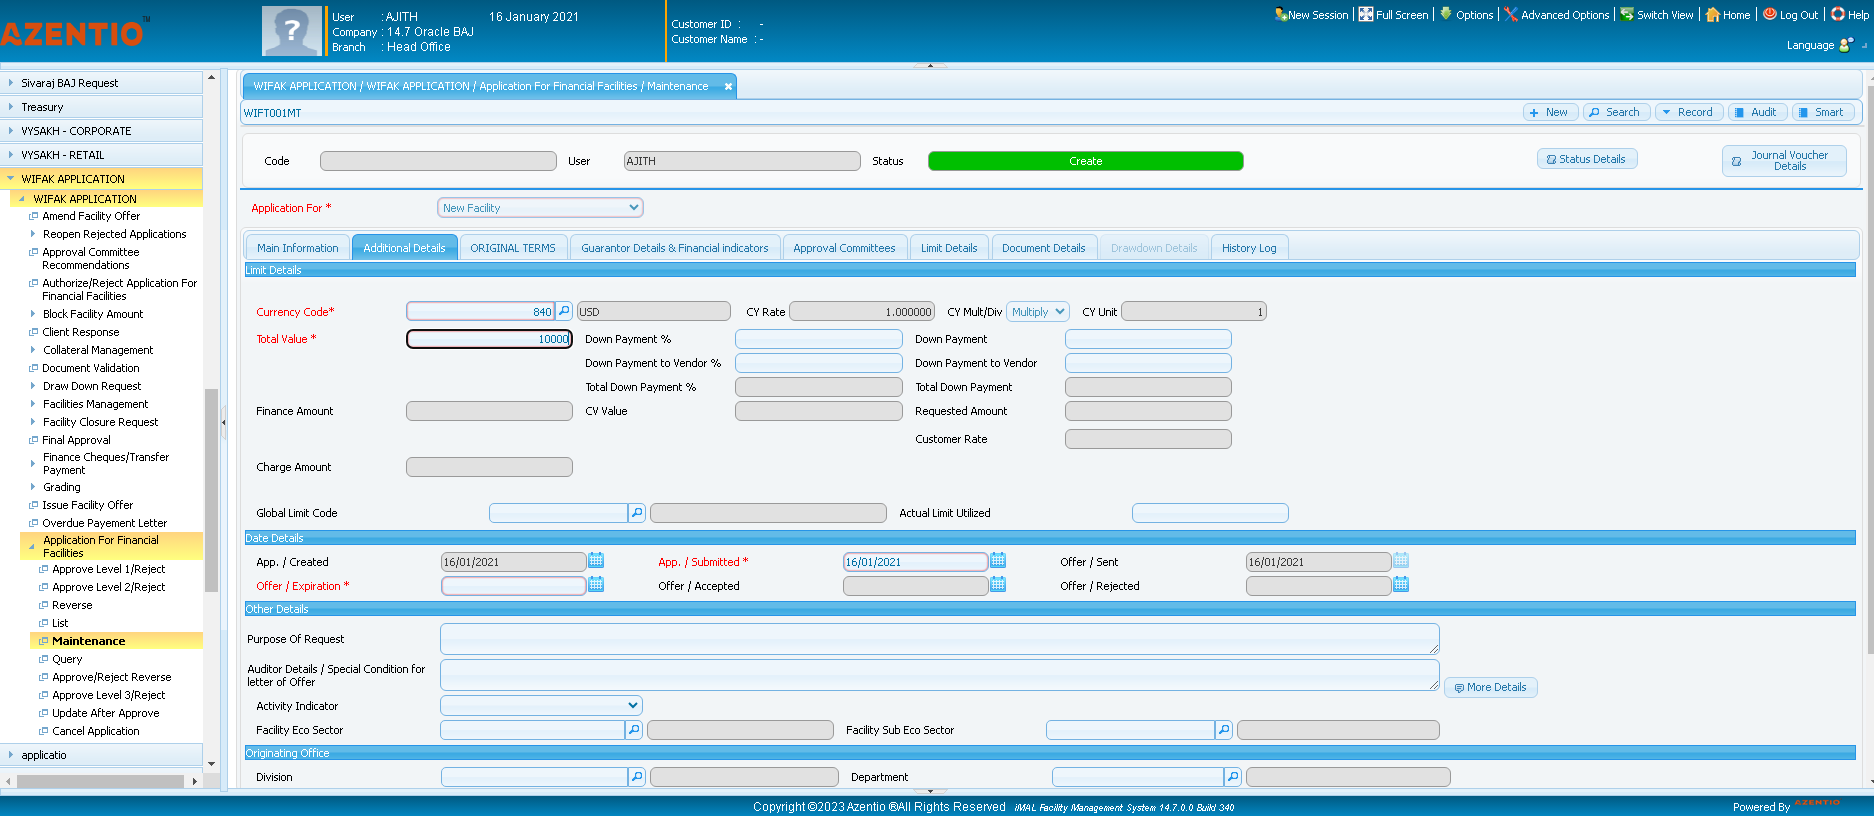 AZENTIO™
User : AJITH 16 January 2021
Company : 14.7 Oracle BAJ
Branch : Head Office
Customer ID : -
Customer Name : -
New Session Full Screen Options Advanced Options Switch View Home Log Out Help
Language
Sivaraj BAJ Request
Treasury
VYSAKH - CORPORATE
VYSAKH - RETAIL
WIFAK APPLICATION
WIFAK APPLICATION
Amend Facility Offer
Reopen Rejected Applications
Approval Committee
Recommendations
Authorize/Reject Application For
Financial Facilities
Block Facility Amount
Client Response
Collateral Management
Document Validation
Draw Down Request
Facilities Management
Facility Closure Request
Final Approval
Finance Cheques/Transfer
Payment
Grading
Issue Facility Offer
Overdue Payement Letter
Application For Financial
Facilities
Approve Level 1/Reject
Approve Level 2/Reject
Reverse
List
Maintenance
Query
Approve/Reject Reverse
Approve Level 3/Reject
Update After Approve
Cancel Application
applicatio
WIFAK APPLICATION / WIFAK APPLICATION / Application For Financial Facilities / Maintenance
WIFT001MT
New Search Record Audit Smart
Code User AJITH Status Create
Status Details
Journal Voucher
Details
Application For * New Facility
Main Information Additional Details ORIGINAL TERMS Guarantor Details & Financial indicators Approval Committees Limit Details Document Details Drawdown Details History Log
Limit Details
Currency Code* 840 USD CY Rate 1.000000 CY Mult/Div Multiply CY Unit 1
Total Value * 10000 Down Payment % Down Payment
Down Payment to Vendor % Down Payment to Vendor
Total Down Payment % Total Down Payment
Finance Amount CV Value Requested Amount
Customer Rate
Charge Amount
Global Limit Code Actual Limit Utilized
Date Details
App. / Created 16/01/2021 App. / Submitted * 16/01/2021 Offer / Sent 16/01/2021
Offer / Expiration * Offer / Accepted Offer / Rejected
Other Details
Purpose Of Request
Auditor Details / Special Condition for
letter of Offer
More Details
Activity Indicator
Facility Eco Sector Facility Sub Eco Sector
Originating Office
Division Department
Copyright ©2023 Azentio ®All Rights Reserved iMAL Facility Management System 14.7.0.0 Build 340
Powered By AZENTIO